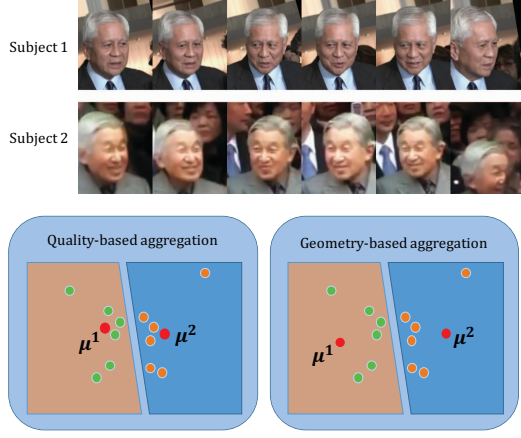 Subject 1
Subject 2
Quality-based aggregation
Geometry-based aggregation
μ¹
μ²
μ¹
μ²